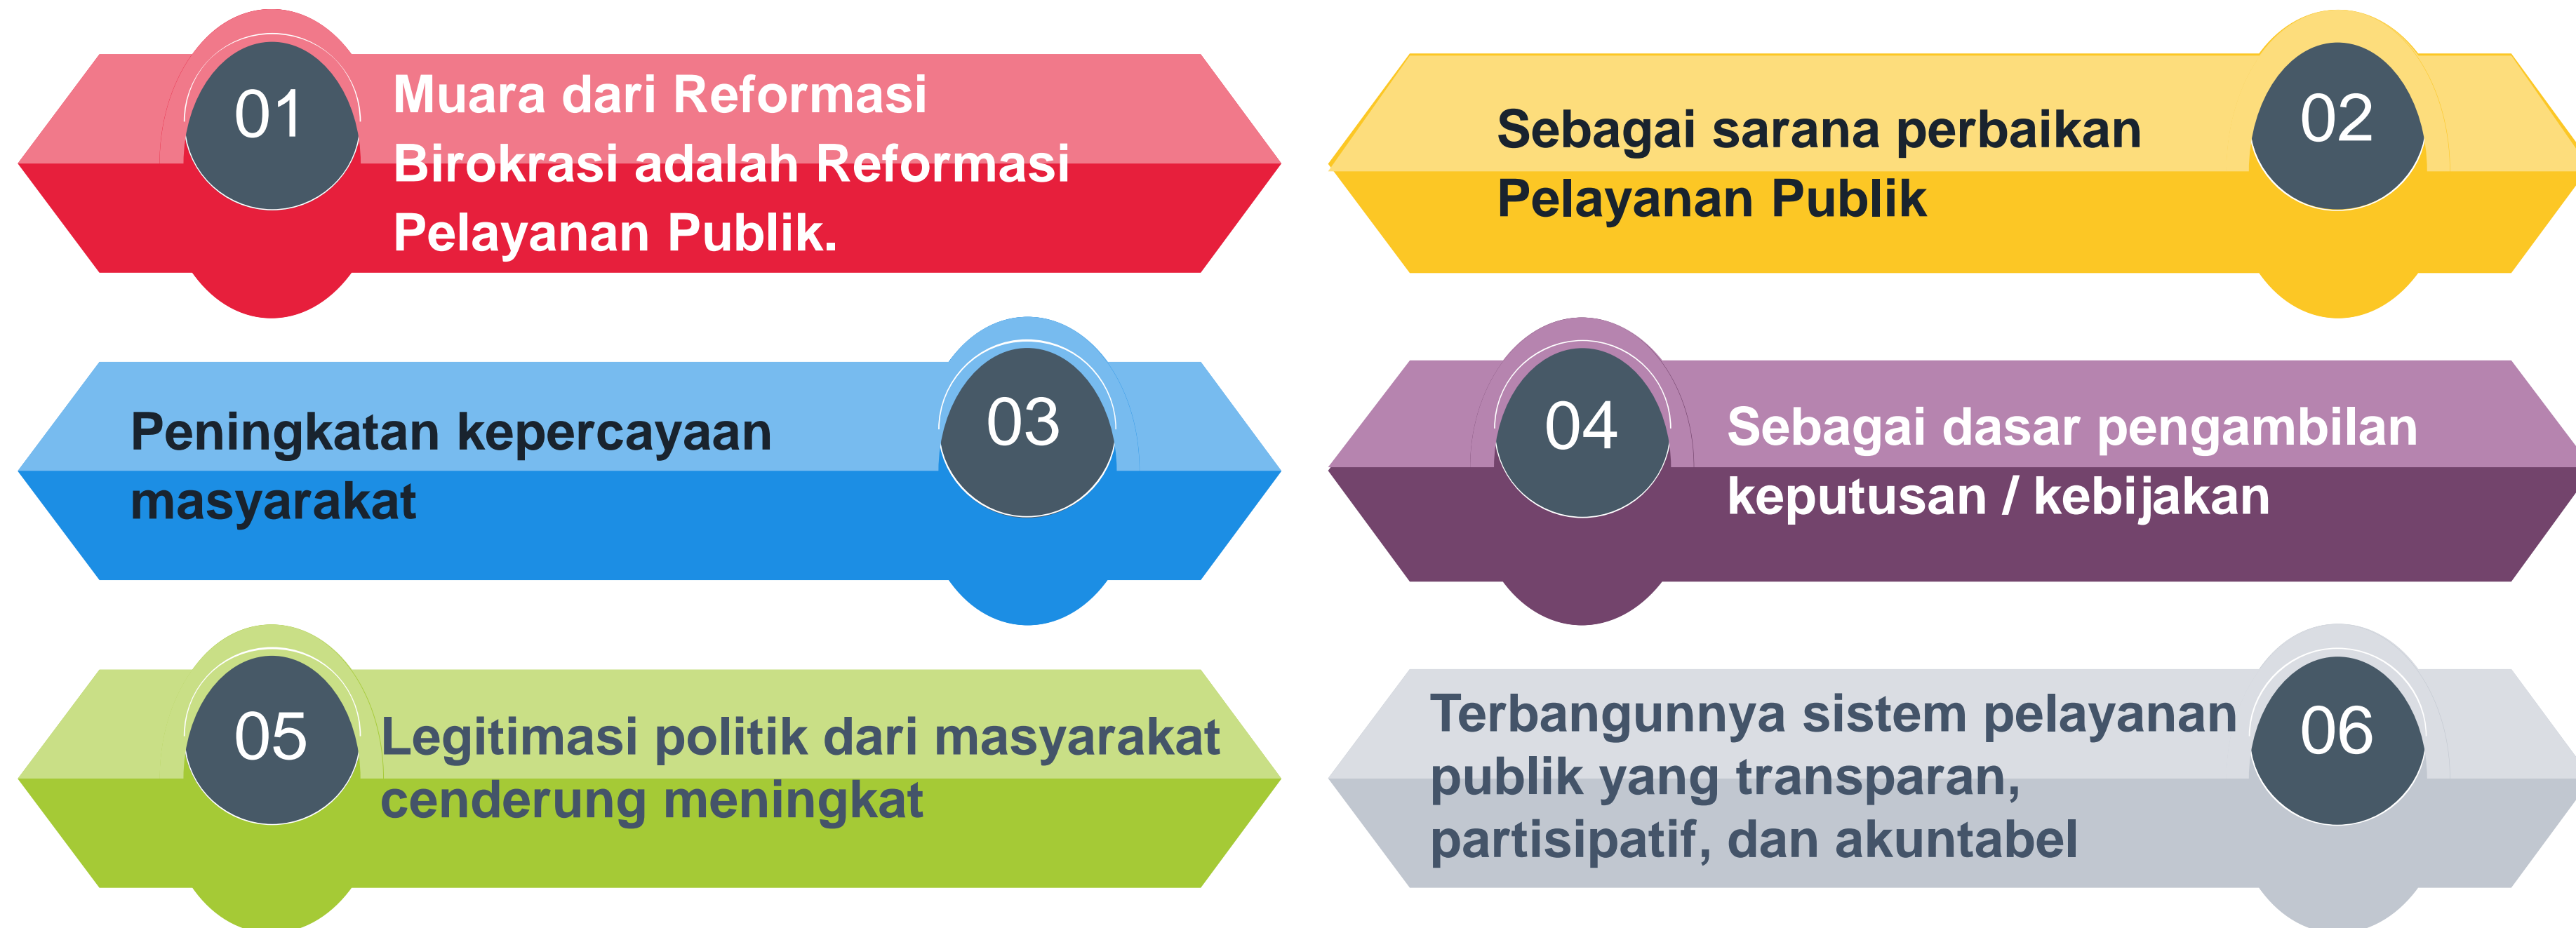 01
Muara dari Reformasi
Birokrasi adalah Reformasi
Pelayanan Publik.
02
Sebagai sarana perbaikan
Pelayanan Publik
03
Peningkatan kepercayaan
masyarakat
04
Sebagai dasar pengambilan
keputusan / kebijakan
05
Legitimasi politik dari masyarakat
cenderung meningkat
06
Terbangunnya sistem pelayanan
publik yang transparan,
partisipatif, dan akuntabel